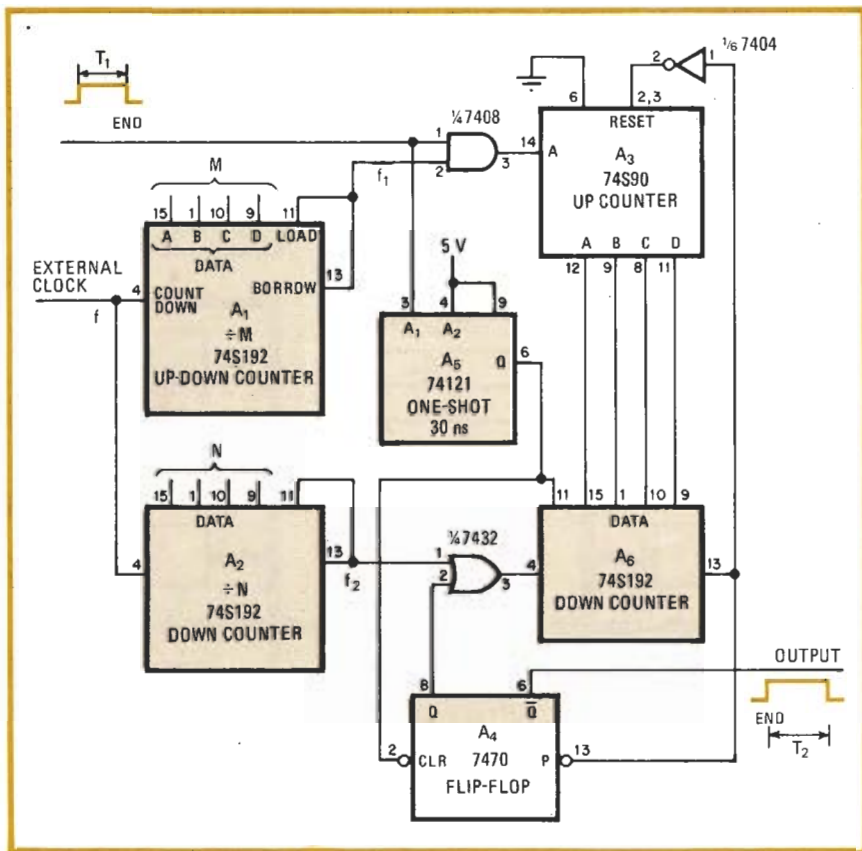 T1
END
1/4 7408
1
2
3
f1
1/6 7404
2
1
6
2,3
RESET
14
A
A3
74S90
UP COUNTER
A B C D
12 9 8 11
M
15 1 10 9 11
A B C D LOAD
DATA
EXTERNAL
CLOCK
f
4
COUNT
DOWN
BORROW
13
A1
÷M
74S192
UP-DOWN COUNTER
5 V
3 4 9
A1 A2
A5
Q
6
74121
ONE-SHOT
30 ns
N
15 1 10 9 11
DATA
4
13
A2
÷N
74S192
DOWN COUNTER
f2
1/4 7432
1
2
3
4
11 15 1 10 9
DATA
A6
74S192
DOWN COUNTER
13
OUTPUT
END
T2
8
6
Q
Q̅
A4
2
CLR
7470
P
13
FLIP-FLOP